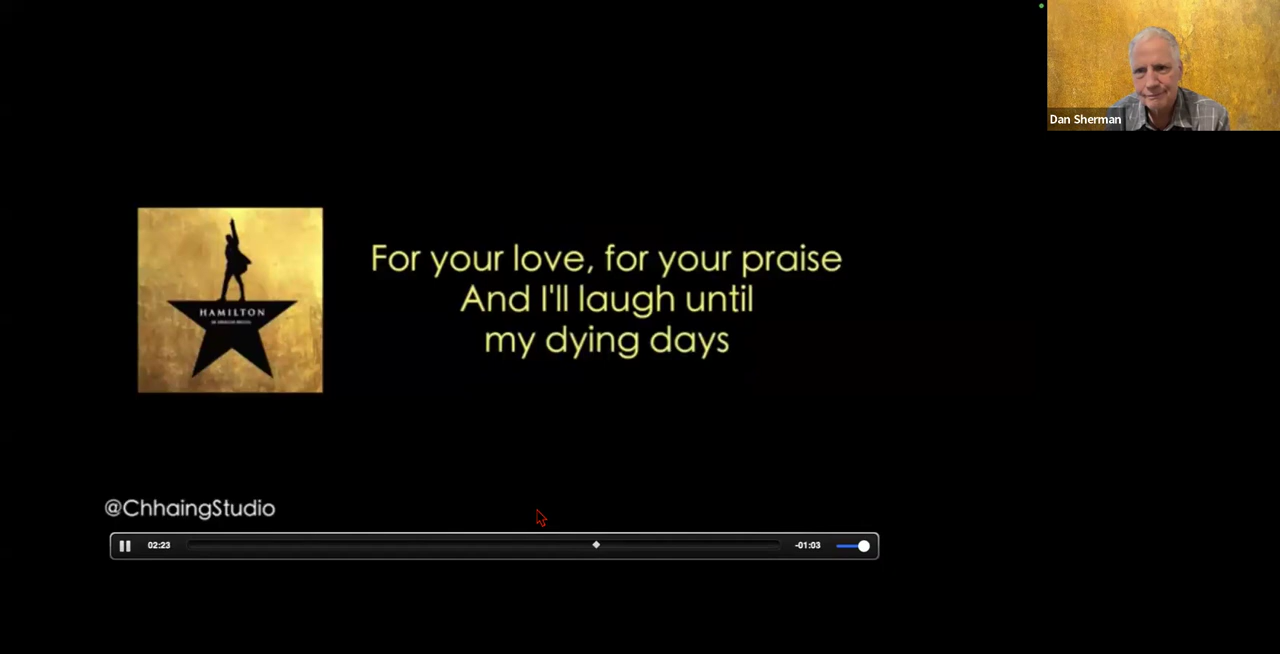 Dan Sherman
HAMILTON
For your love, for your praise
And I'll laugh until
my dying days
@ChhaingStudio
02:23
-01:03